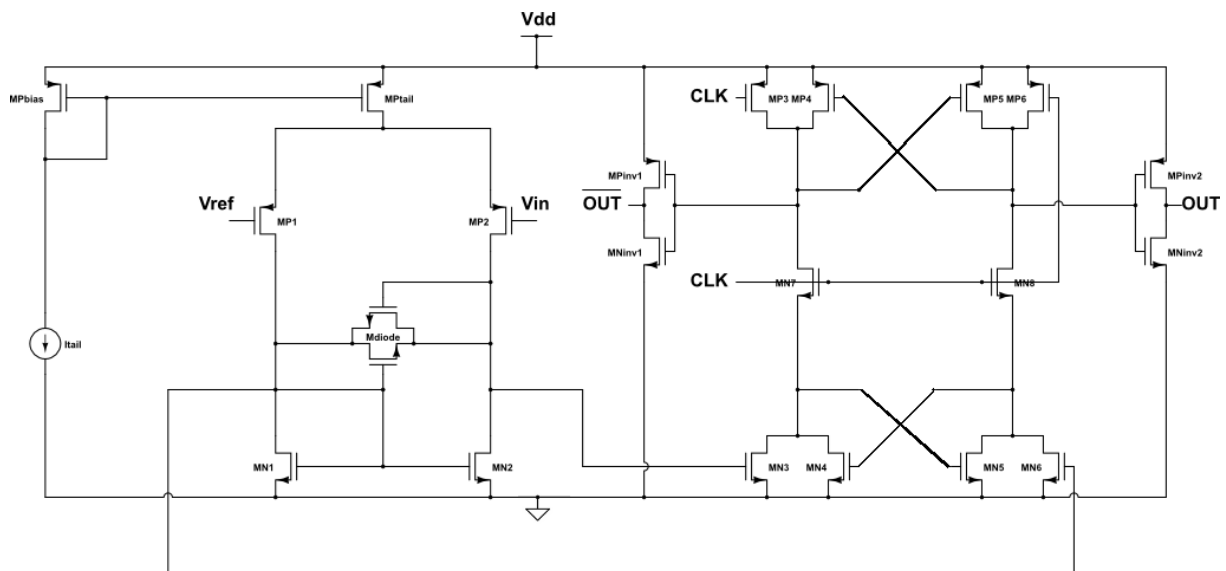 Vdd
MPbias
MPtail
CLK
MP3 MP4
MP5 MP6
MPinv1
MPinv2
Vref
MP1
MP2
Vin
OUT
OUT
MNinv1
MNinv2
CLK
MN7
MN8
Itail
Mdiode
MN1
MN2
MN3
MN4
MN5
MN6